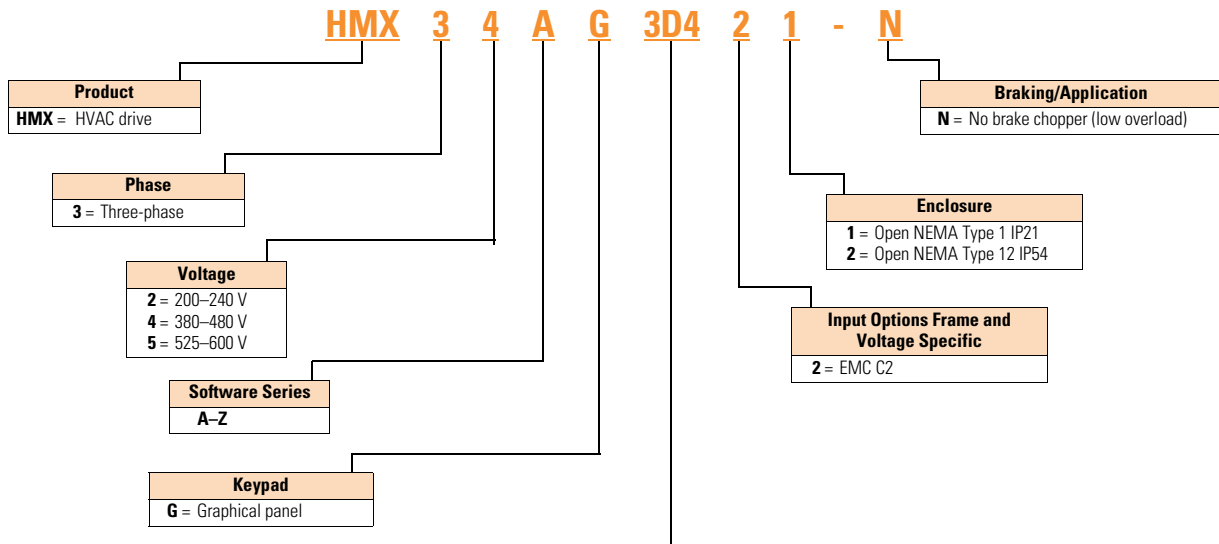 HMX 3 4 A G 3D4 2 1 - N
Product
HMX = HVAC drive
Braking/Application
N = No brake chopper (low overload)
Phase
3 = Three-phase
Enclosure
1 = Open NEMA Type 1 IP21
2 = Open NEMA Type 12 IP54
Voltage
2 = 200–240 V
4 = 380–480 V
5 = 525–600 V
Input Options Frame and
Voltage Specific
2 = EMC C2
Software Series
A–Z
Keypad
G = Graphical panel